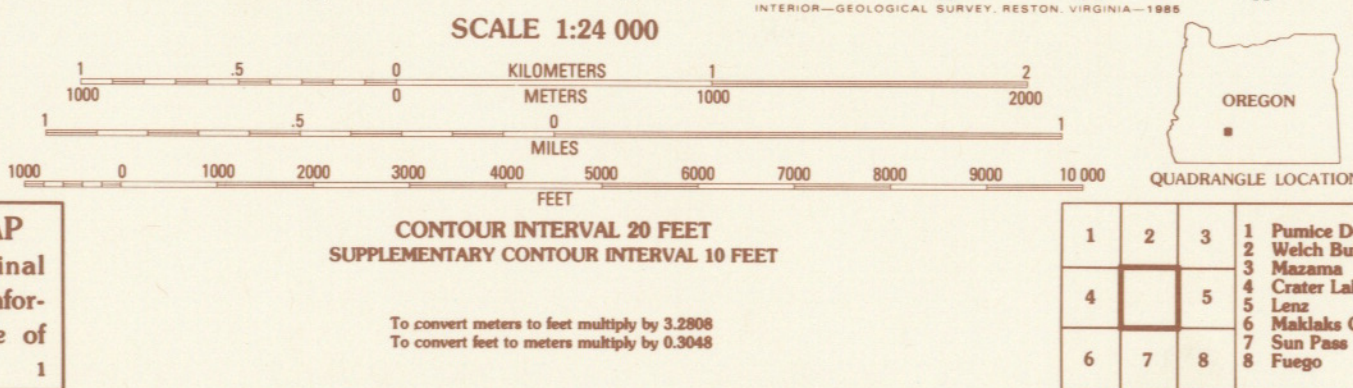 INTERIOR—GEOLOGICAL SURVEY, RESTON, VIRGINIA—1985
SCALE 1:24 000
1 .5 0 KILOMETERS 1 2
1000 0 METERS 1000 2000
1 .5 0 1
MILES
1000 0 1000 2000 3000 4000 5000 6000 7000 8000 9000 10 000
FEET
CONTOUR INTERVAL 20 FEET
SUPPLEMENTARY CONTOUR INTERVAL 10 FEET
To convert meters to feet multiply by 3.2808
To convert feet to meters multiply by 0.3048
OREGON
QUADRANGLE LOCATION
of
1
1 2 3
4 5
6 7 8
1 Pumice
2 Welch
3 Mazama
4 Crater
5 Lenz
6 Maklaks
7 Sun Pass
8 Fuego